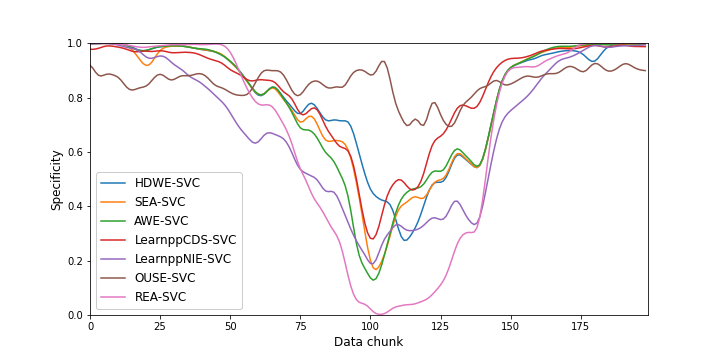 1.0
0.8
0.6
0.4
0.2
0.0
Specificity
HDWE-SVC
SEA-SVC
AWE-SVC
LearnppCDS-SVC
LearnppNIE-SVC
OUSE-SVC
REA-SVC
0 25 50 75 100 125 150 175
Data chunk